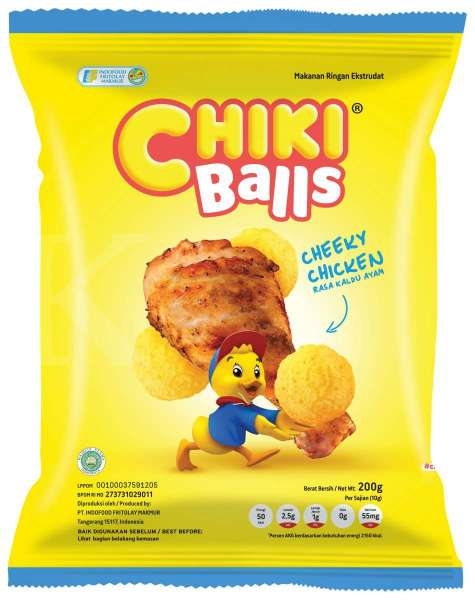 INDOFOOD
FRITOLAY
MAKMUR
Makanan Ringan Ekstrudat
CHIKI®
Balls
CHEEKY
CHICKEN
RASA KALDU AYAM
LPPOM 00100037591205
BPOM RI MD 273731029011
Diproduksi oleh / Produced by:
PT. INDOFOOD FRITOLAY MAKMUR
Tangerang 15117, Indonesia
BAIK DIGUNAKAN SEBELUM / BEST BEFORE:
Lihat bagian belakang kemasan
Berat Bersih / Net Wt: 200g
Per Sajian (10g)
Energi 50 kkal
Lemak 2,5g
1g
Gula 0g
55mg
*Persen AKG berdasarkan kebutuhan energi 2150 kkal.